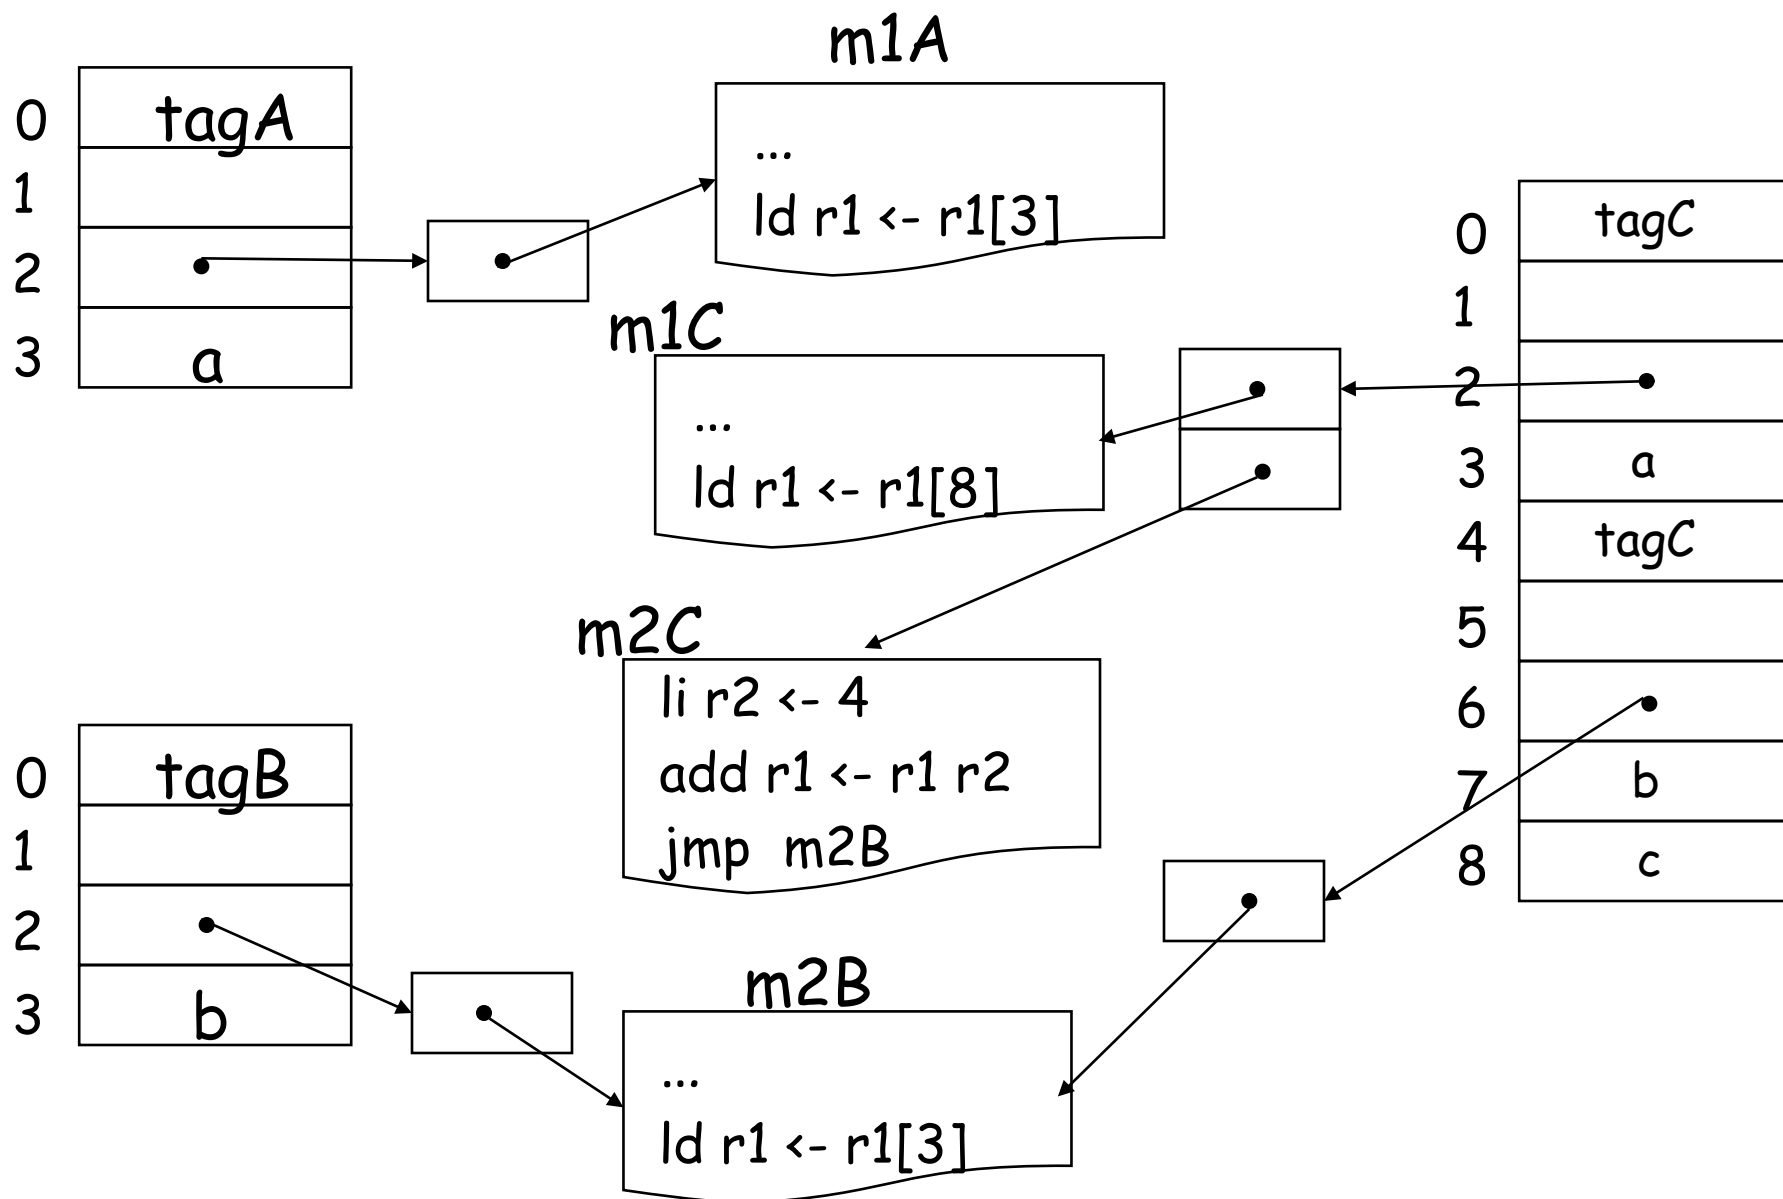 m1A
0 tagA
1
2
3 a
...
ld r1 <- r1[3]
m1C
...
ld r1 <- r1[8]
m2C
li r2 <- 4
add r1 <- r1 r2
jmp m2B
0 tagB
1
2
3 b
m2B
...
ld r1 <- r1[3]
0 tagC
1
2
3 a
4 tagC
5
6
7 b
8 c